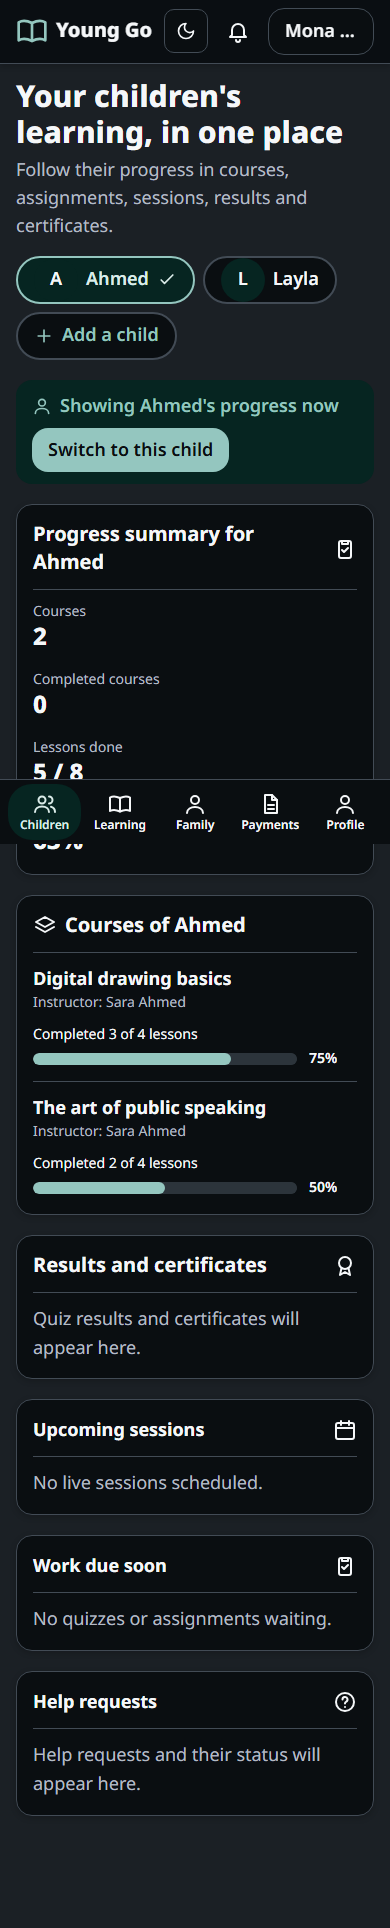 Young Go
Mona ...
Your children's
learning, in one place
Follow their progress in courses,
assignments, sessions, results and
certificates.
A Ahmed
L Layla
+ Add a child
Showing Ahmed's progress now
Switch to this child
Progress summary for
Ahmed
Courses
2
Completed courses
0
Lessons done
5 / 8
Children
Learning
Family
Payments
Profile
Courses of Ahmed
Digital drawing basics
Instructor: Sara Ahmed
Completed 3 of 4 lessons
75%
The art of public speaking
Instructor: Sara Ahmed
Completed 2 of 4 lessons
50%
Results and certificates
Quiz results and certificates will
appear here.
Upcoming sessions
No live sessions scheduled.
Work due soon
No quizzes or assignments waiting.
Help requests
Help requests and their status will
appear here.